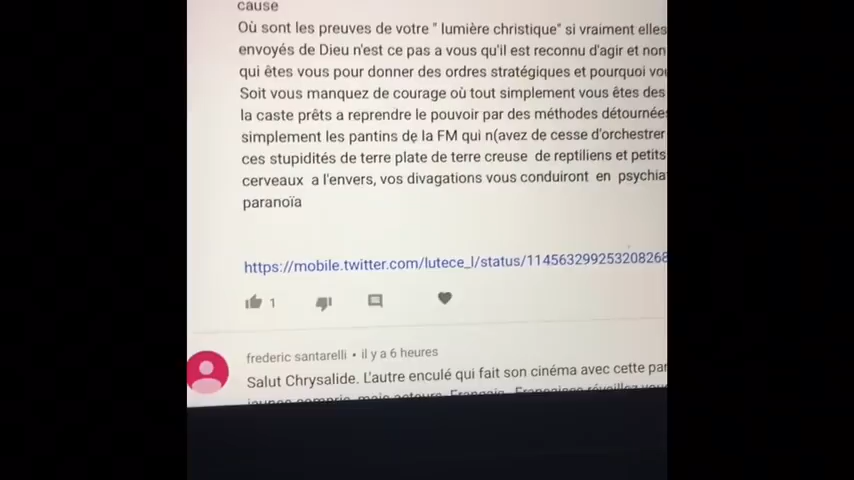 cause
Où sont les preuves de votre " lumière christique" si vraiment elles
envoyés de Dieu n'est ce pas a vous qu'il est reconnu d'agir et non
qui êtes vous pour donner des ordres stratégiques et pourquoi
Soit vous manquez de courage où tout simplement vous êtes des
la caste prêts a reprendre le pouvoir par des méthodes détournée
simplement les pantins de la FM qui n(avez de cesse d'orchestrer
ces stupidités de terre plate de terre creuse de reptiliens et petits
cerveaux a l'envers, vos divagations vous conduiront en psychia
paranoïa
https://mobile.twitter.com/lutece_l/status/114563299253208268
1
frederic santarelli • il y a 6 heures
Salut Chrysalide. L'autre enculé qui fait son cinéma avec cette